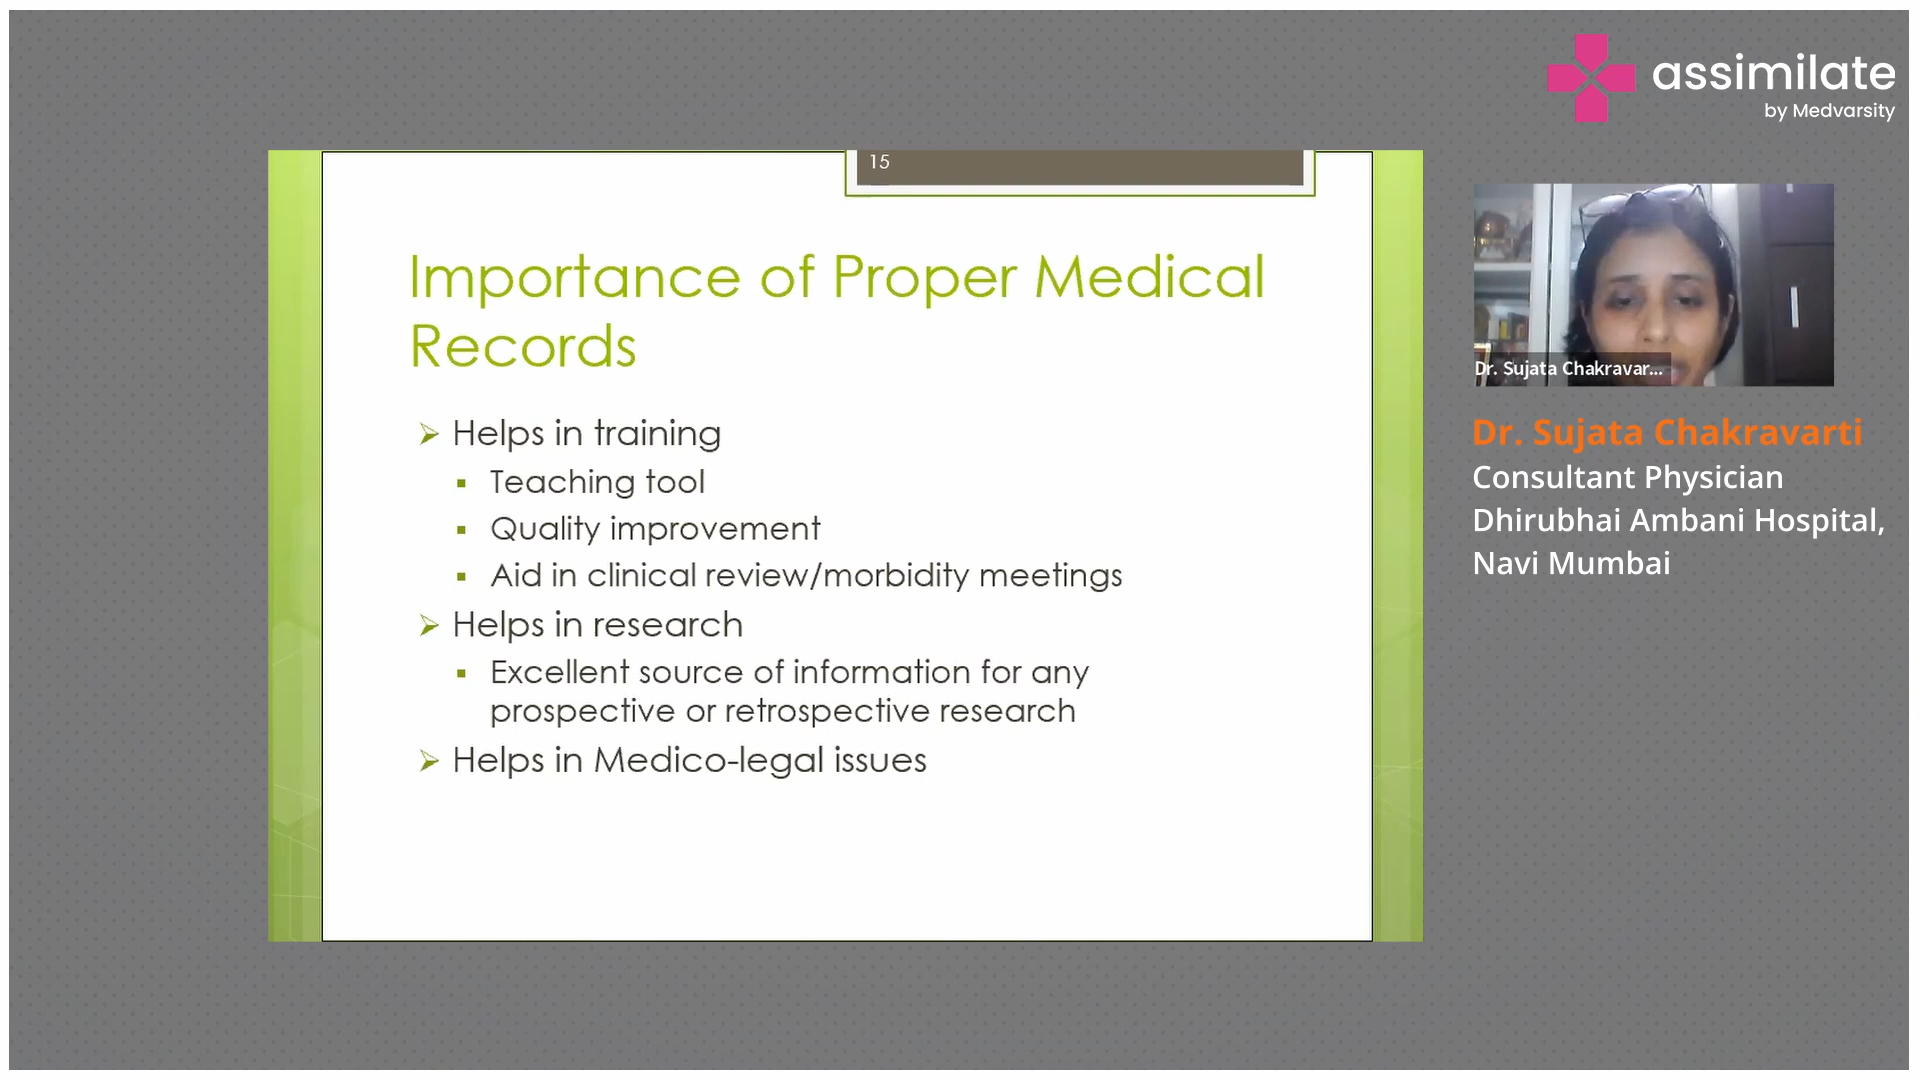 assimilate
by Medvarsity
15
Importance of Proper Medical
Records
Helps in training
Teaching tool
Quality improvement
Aid in clinical review/morbidity meetings
Helps in research
Excellent source of information for any
prospective or retrospective research
Helps in Medico-legal issues
Dr. Sujata Chakravar...
Dr. Sujata Chakravarti
Consultant Physician
Dhirubhai Ambani Hospital,
Navi Mumbai